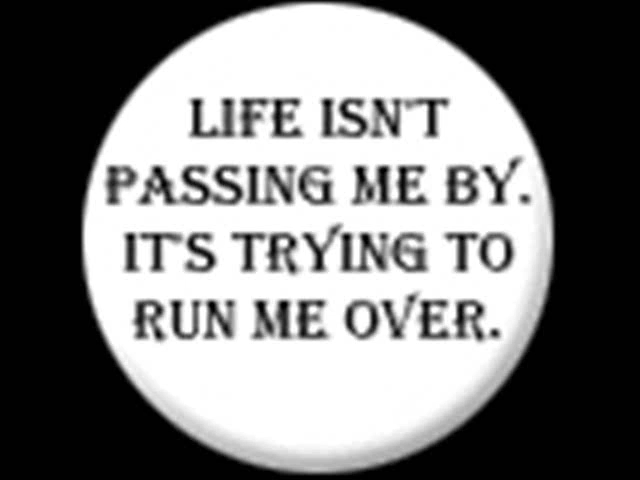 LIFE ISN'T
PASSING ME BY.
IT'S TRYING TO
RUN ME OVER.